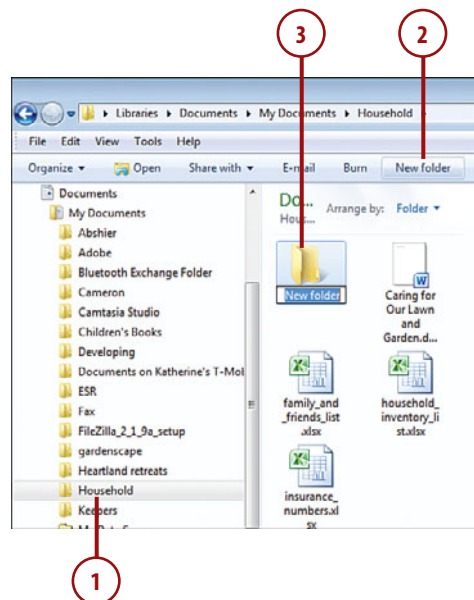 3
2
Libraries Documents My Documents Household
File Edit View Tools Help
Organize Open Share with E-mail Burn New folder
Documents
My Documents
Abshier
Adobe
Bluetooth Exchange Folder
Cameron
Camtasia Studio
Children's Books
Developing
Documents on Katherine's T-Mol
ESR
Fax
FileZilla_2_1_9a_setup
gardenscape
Heartland retreats
Household
Keepers
Do...
Hous...
Arrange by: Folder
New folder
Caring for
Our Lawn
and
Garden.d...
family_and
_friends_list
.xlsx
household_
inventory_li
st.xlsx
insurance_
numbers.xl
sx
1